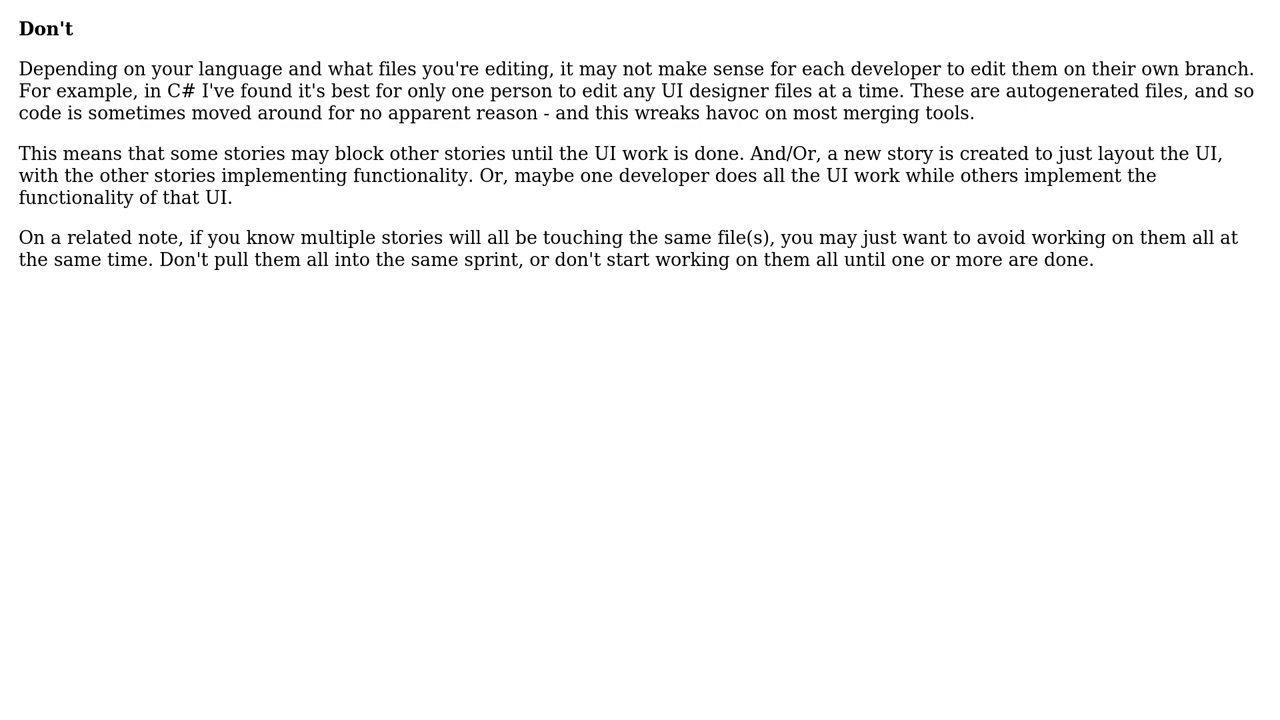 Don't
Depending on your language and what files you're editing, it may not make sense for each developer to edit them on their own branch.
For example, in C# I've found it's best for only one person to edit any UI designer files at a time. These are autogenerated files, and so
code is sometimes moved around for no apparent reason - and this wreaks havoc on most merging tools.
This means that some stories may block other stories until the UI work is done. And/Or, a new story is created to just layout the UI,
with the other stories implementing functionality. Or, maybe one developer does all the UI work while others implement the
functionality of that UI.
On a related note, if you know multiple stories will all be touching the same file(s), you may just want to avoid working on them all at
the same time. Don't pull them all into the same sprint, or don't start working on them all until one or more are done.